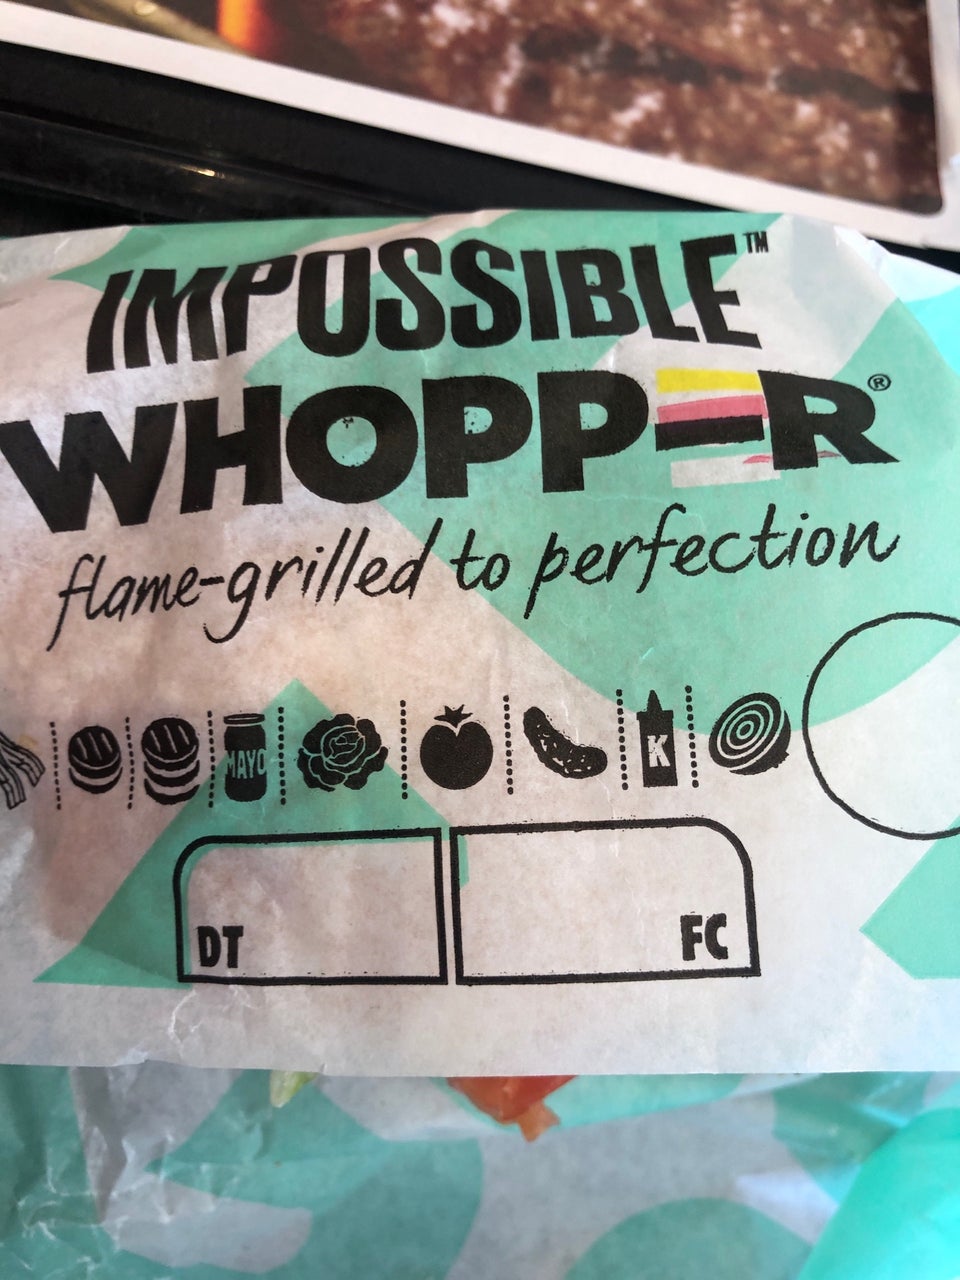 IMPOSSIBLE™
WHOPPER®
flame-grilled to perfection
MAYO
K
DT
FC